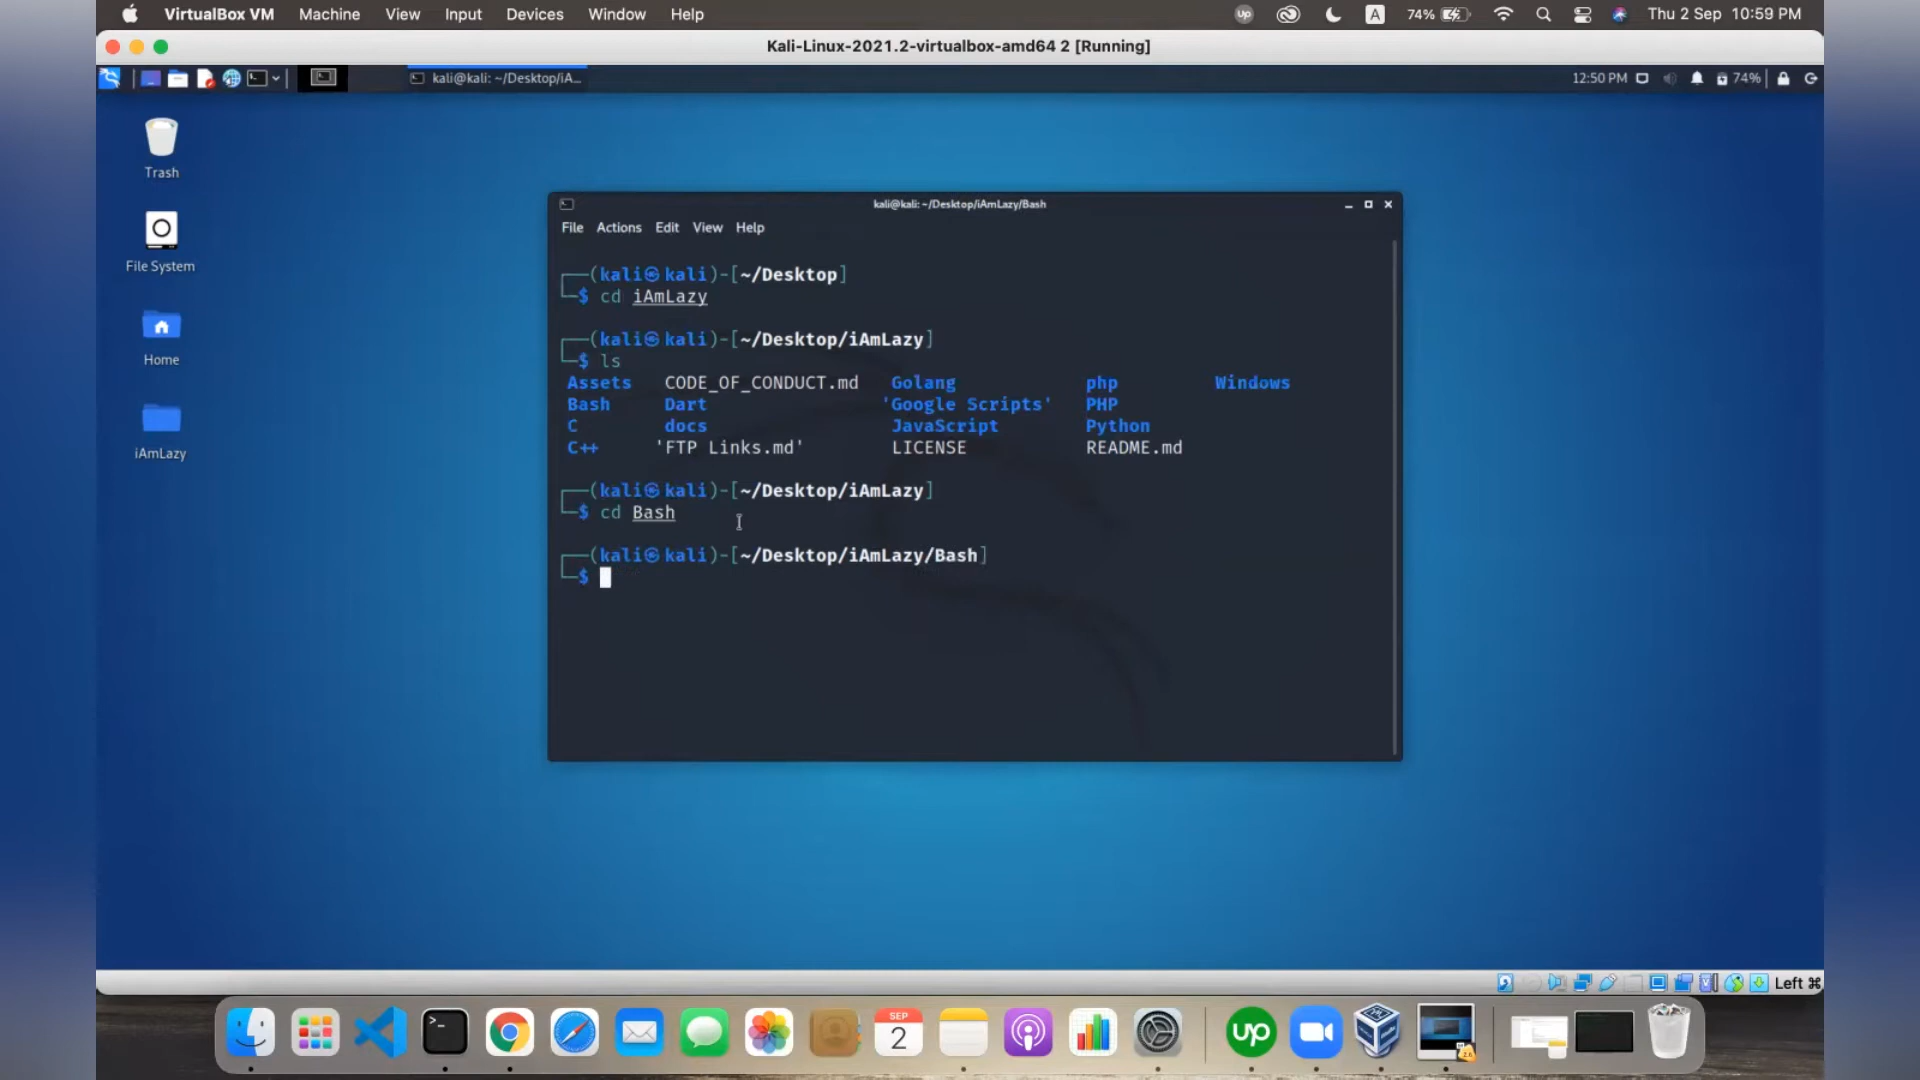 VirtualBox VM Machine View Input Devices Window Help
A 74% Thu 2 Sep 10:59 PM
Kali-Linux-2021.2-virtualbox-amd64 2 [Running]
kali@kali: ~/Desktop/iA...
12:50 PM 74%
Trash
File System
Home
iAmLazy
kali@kali: ~/Desktop/iAmLazy/Bash
File Actions Edit View Help
(kali㉿kali)-[~/Desktop]
$ cd iAmLazy
(kali㉿kali)-[~/Desktop/iAmLazy]
$ ls
Assets CODE_OF_CONDUCT.md Golang php Windows
Bash Dart 'Google Scripts' PHP
C docs JavaScript Python
C++ 'FTP Links.md' LICENSE README.md
(kali㉿kali)-[~/Desktop/iAmLazy]
$ cd Bash
(kali㉿kali)-[~/Desktop/iAmLazy/Bash]
$
Left ⌘
SEP
2
up